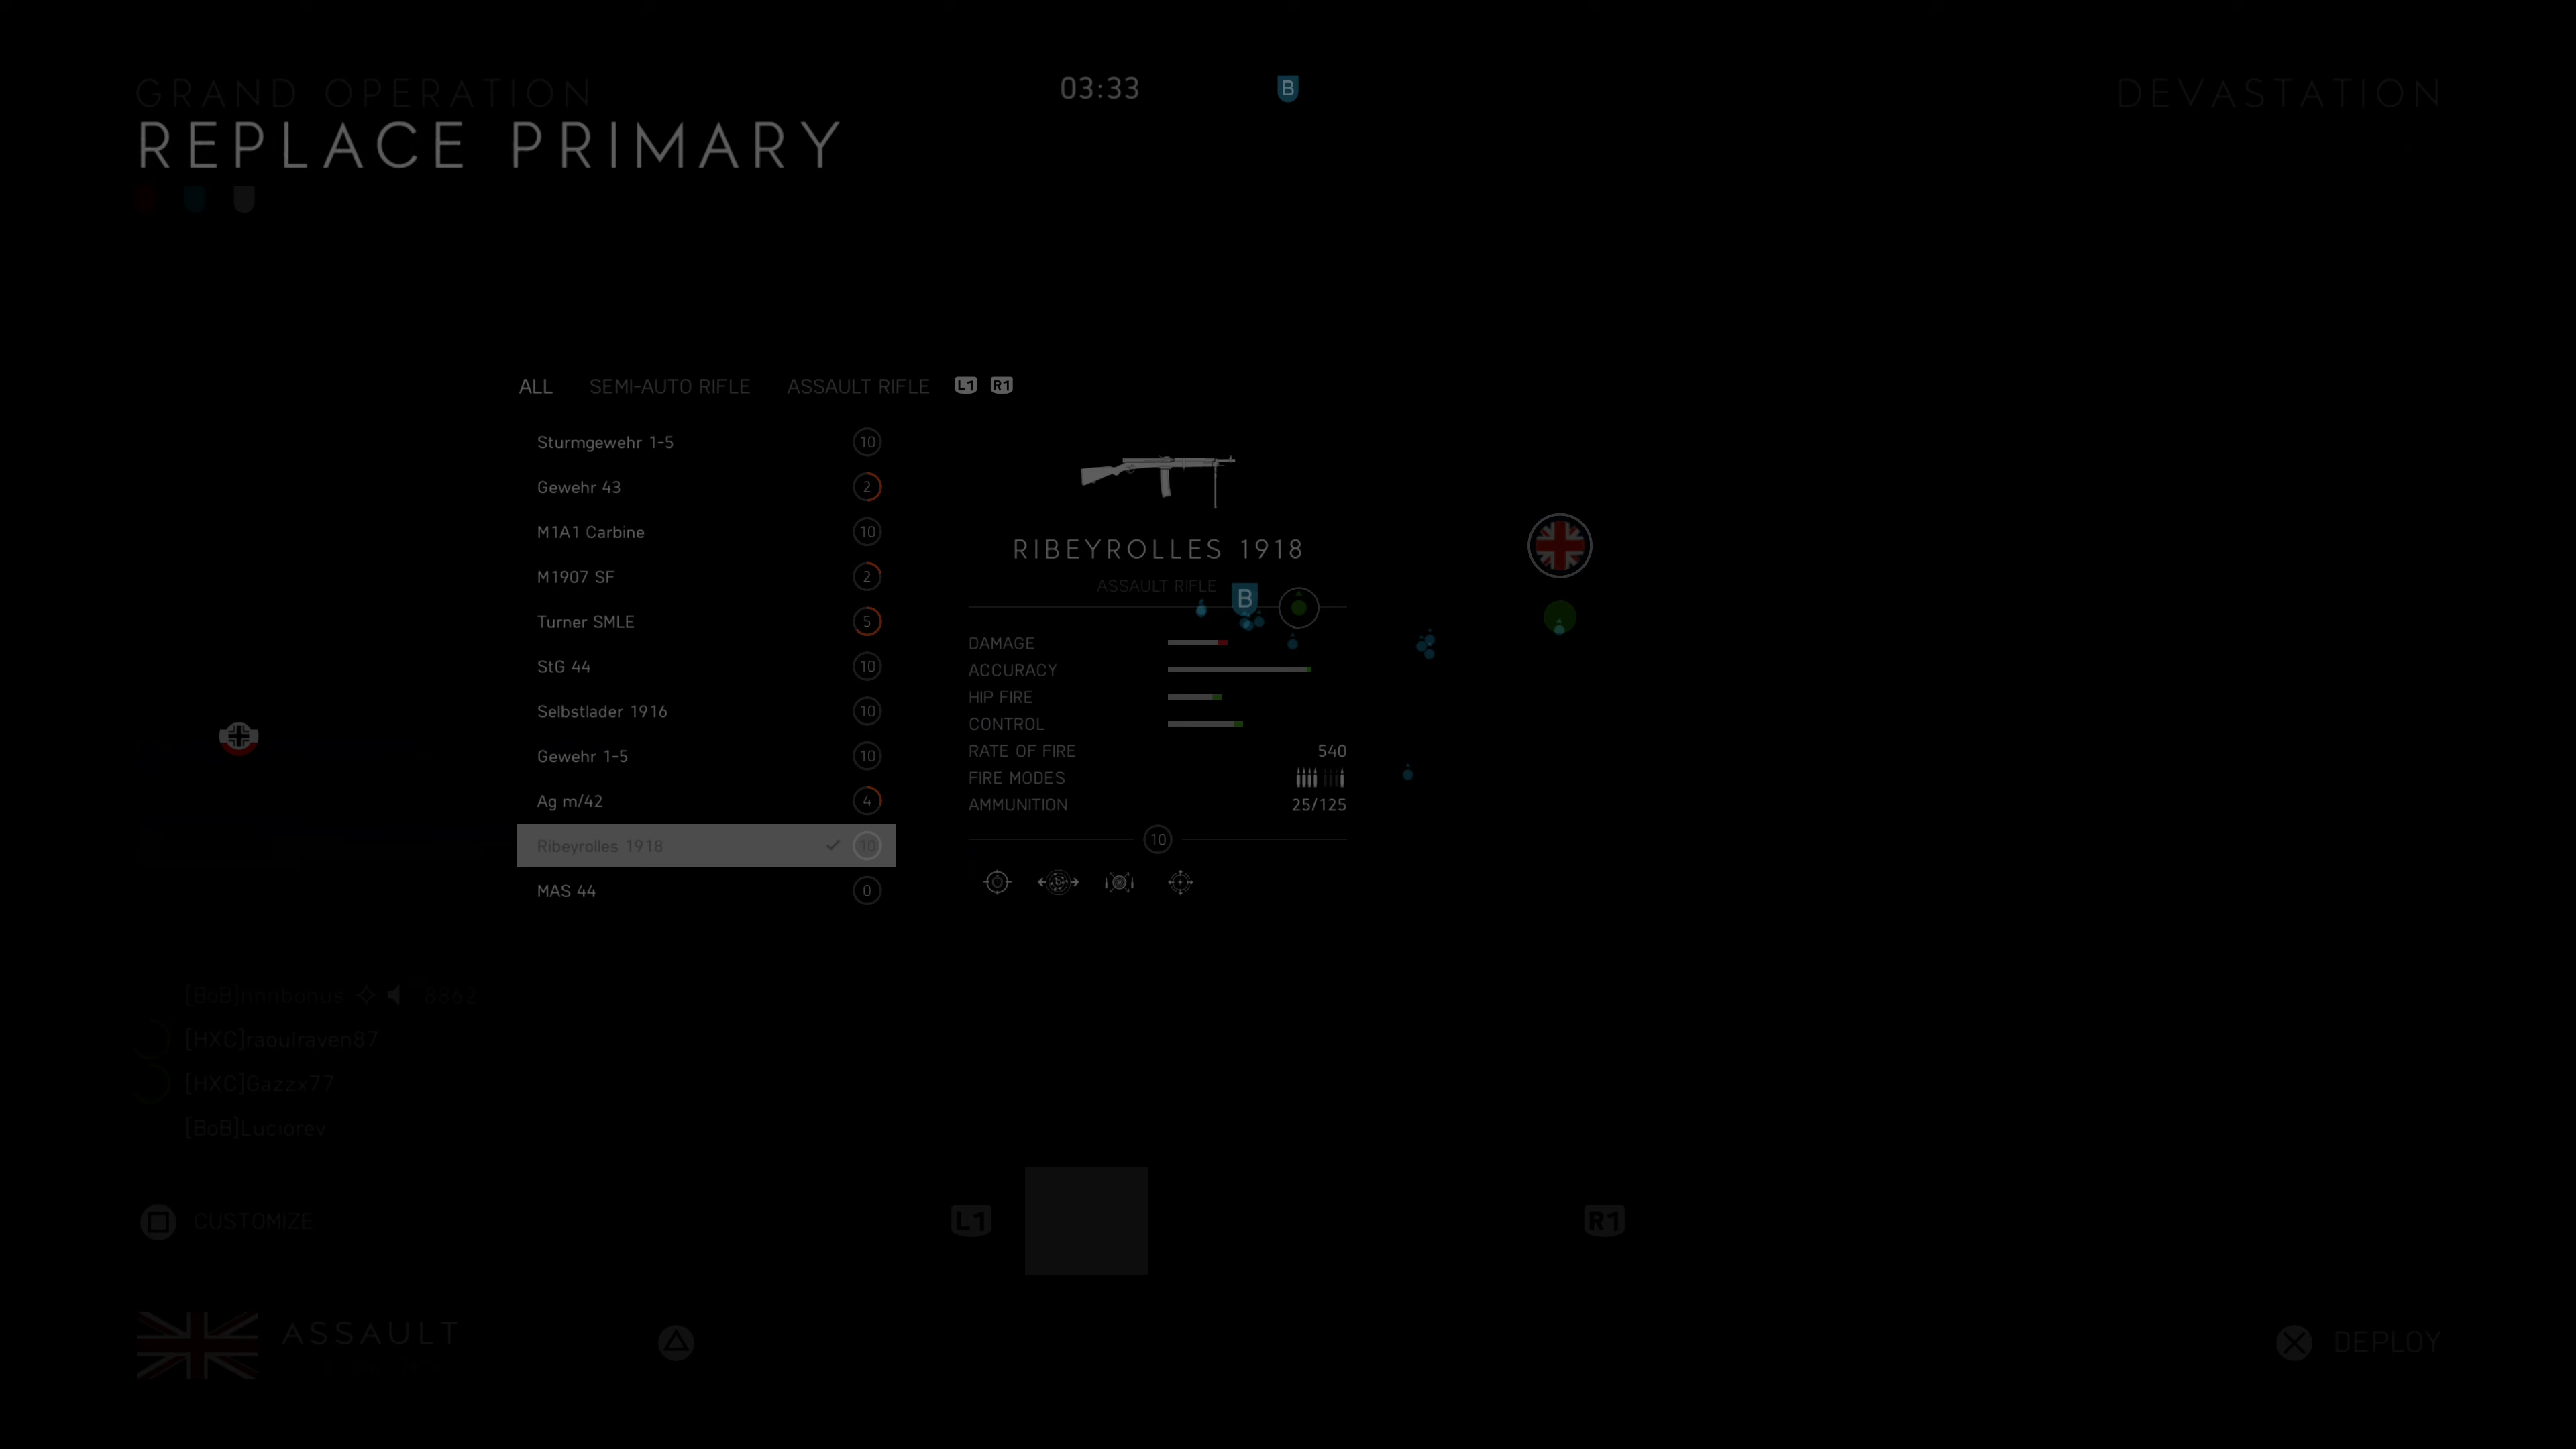 GRAND OPERATION
REPLACE PRIMARY
03:33
B
DEVASTATION
ALL SEMI-AUTO RIFLE ASSAULT RIFLE L1 R1
Sturmgewehr 1-5 10
Gewehr 43 2
M1A1 Carbine 10
M1907 SF 2
Turner SMLE 5
StG 44 10
Selbstlader 1916 10
Gewehr 1-5 10
Ag m/42 4
Ribeyrolles 1918 10
MAS 44 0
RIBEYROLLES 1918
ASSAULT RIFLE
B
DAMAGE
ACCURACY
HIP FIRE
CONTROL
RATE OF FIRE 540
FIRE MODES
AMMUNITION 25/125
10
[BoB]nnnbonus 8862
[HXC]raoulraven87
[HXC]Gazzx77
[BoB]Luciorev
CUSTOMIZE
L1
R1
ASSAULT
DEPLOY